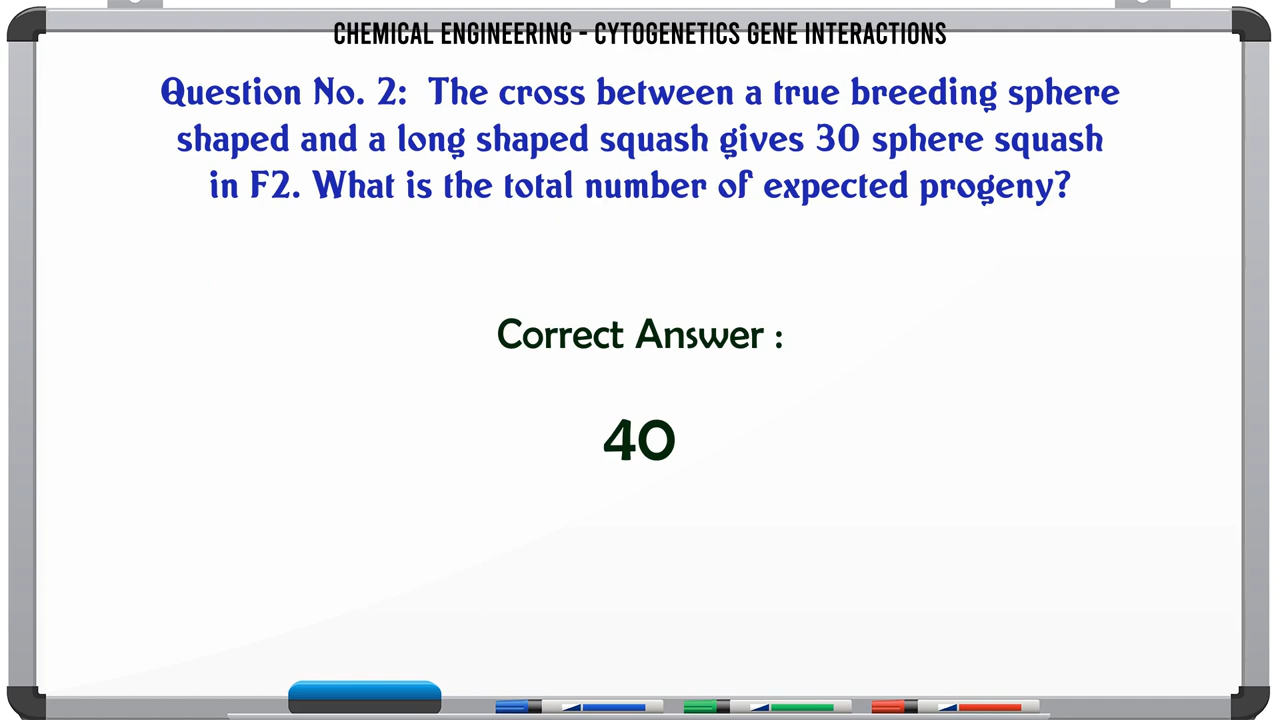 CHEMICAL ENGINEERING - CYTOGENETICS GENE INTERACTIONS
Question No. 2: The cross between a true breeding sphere
shaped and a long shaped squash gives 30 sphere squash
in F2. What is the total number of expected progeny?
Correct Answer :
40